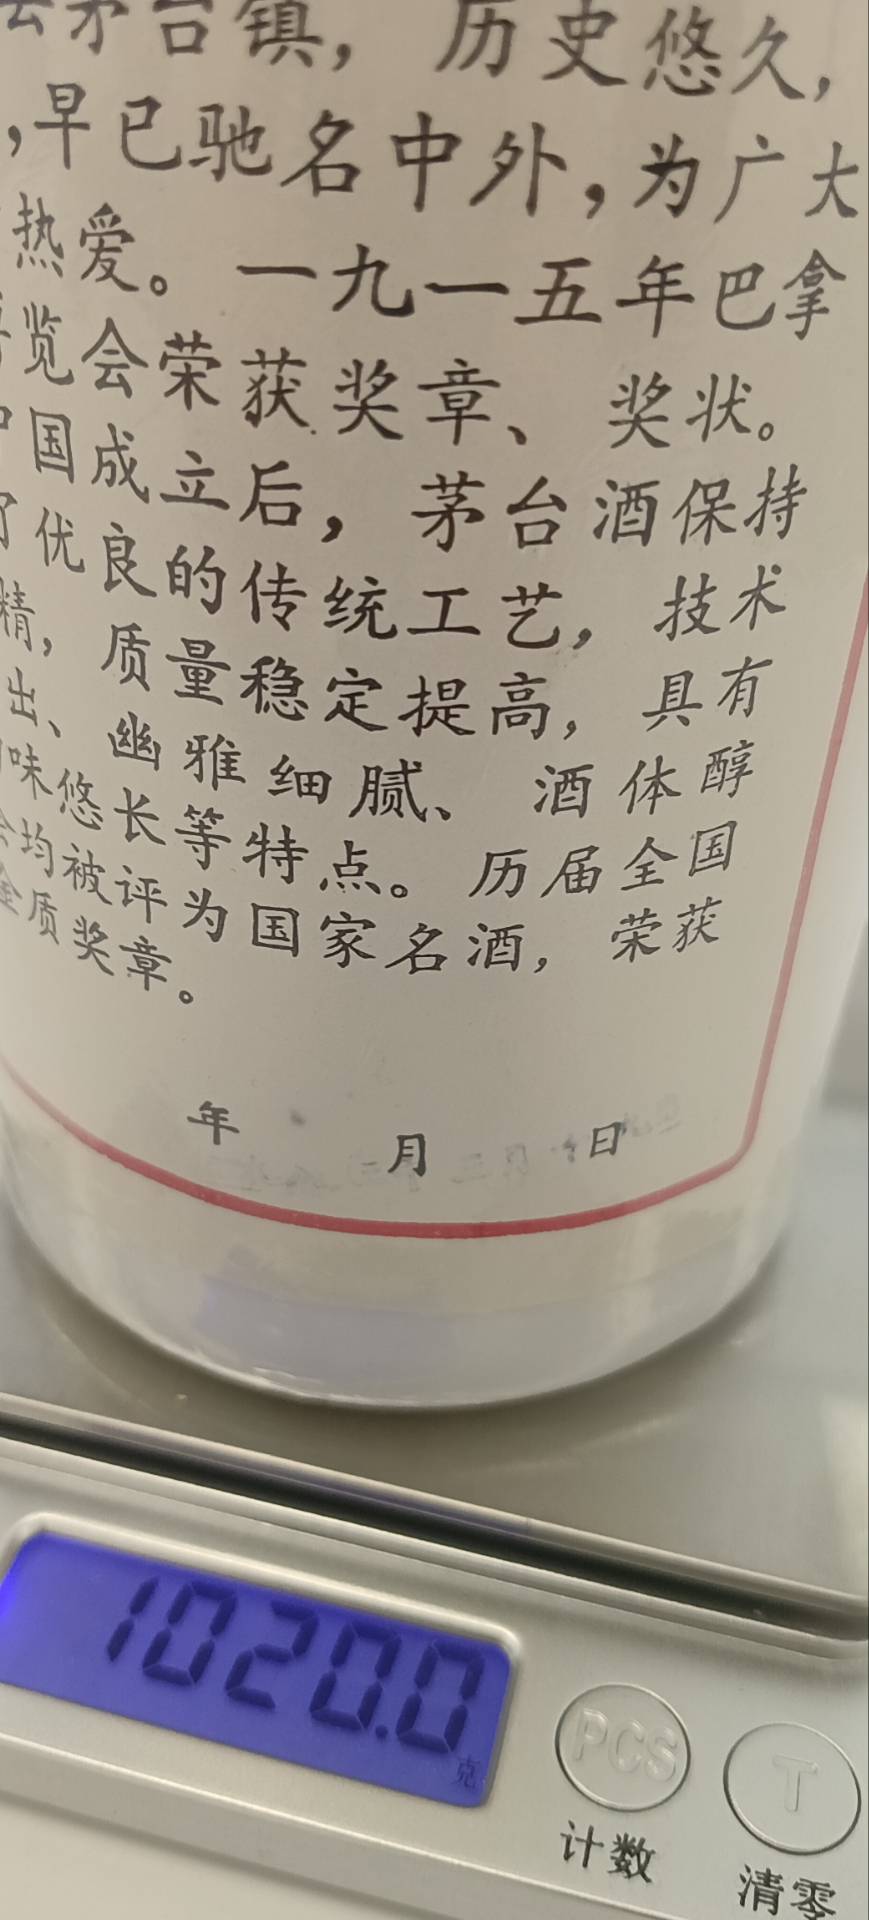 茅台镇，历史悠久，
，早已驰名中外，为广大
热爱。一九一五年巴拿
览会荣获奖章、奖状。
国成立后，茅台酒保持
了优良的传统工艺，技术
精，质量稳定提高，具有
出、幽雅细腻、酒体醇
味悠长等特点。历届全国
均被评为国家名酒，荣获
金质奖章。
年 月 日
1020.0
克
PCS
T
计数
清零